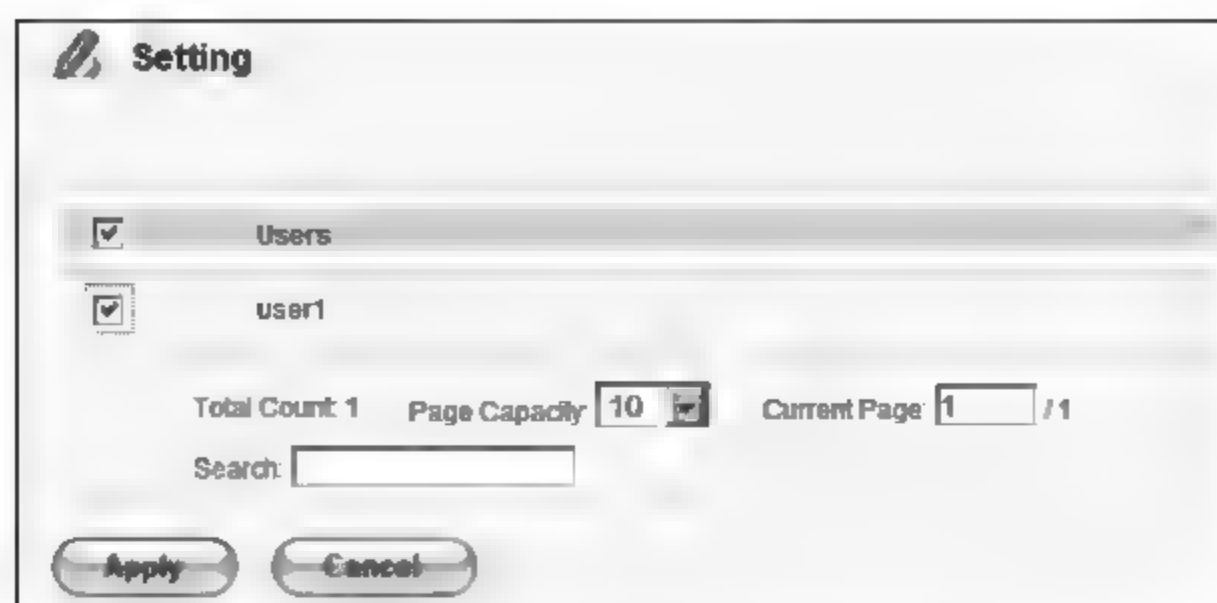 Setting
Users
user1
Total Count: 1 Page Capacity: 10 Current Page: 1 / 1
Search:
Apply Cancel